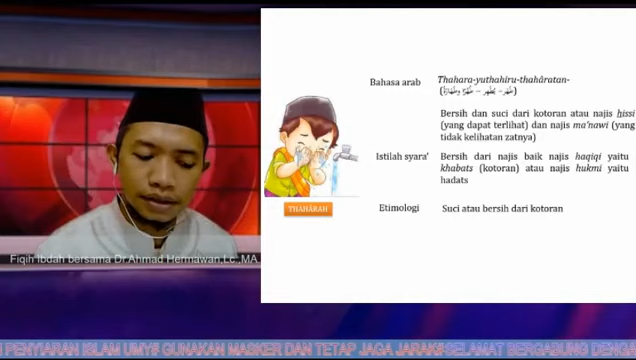 Bahasa arab
Thahara-yuthahiru-thahâratan-
Bersih dan suci dari kotoran atau najis hissi
(yang dapat terlihat) dan najis ma'nawi (yang
tidak kelihatan zatnya)
Istilah syara'
Bersih dari najis baik najis haqiqi yaitu
khabats (kotoran) atau najis hukmi yaitu
hadats
THAHÂRAH
Etimologi
Suci atau bersih dari kotoran
Fiqih Ibdah bersama Dr.Ahmad Hermawan,Lc.,MA.
PENYIARAN ISLAM UMY# GUNAKAN MASKER DAN TETAP JAGA JARAK#SELAMAT BERGABUNG DENGA